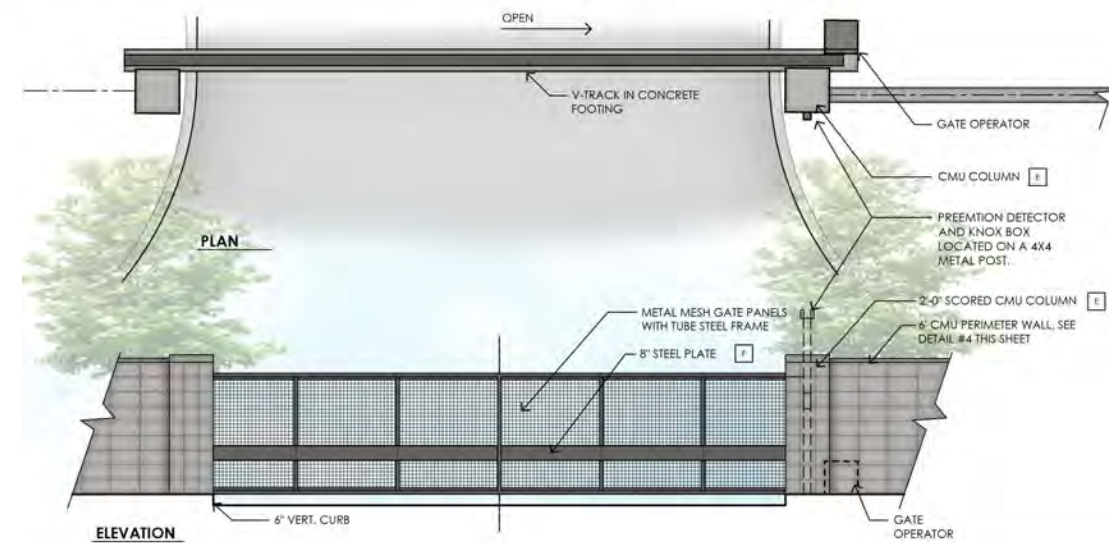 OPEN
V-TRACK IN CONCRETE
FOOTING
GATE OPERATOR
CMU COLUMN E
PREEMTION DETECTOR
AND KNOX BOX
LOCATED ON A 4X4
METAL POST.
PLAN
METAL MESH GATE PANELS
WITH TUBE STEEL FRAME
8" STEEL PLATE F
2'-0" SCORED CMU COLUMN E
6' CMU PERIMETER WALL, SEE
DETAIL #4 THIS SHEET
6" VERT. CURB
GATE
OPERATOR
ELEVATION